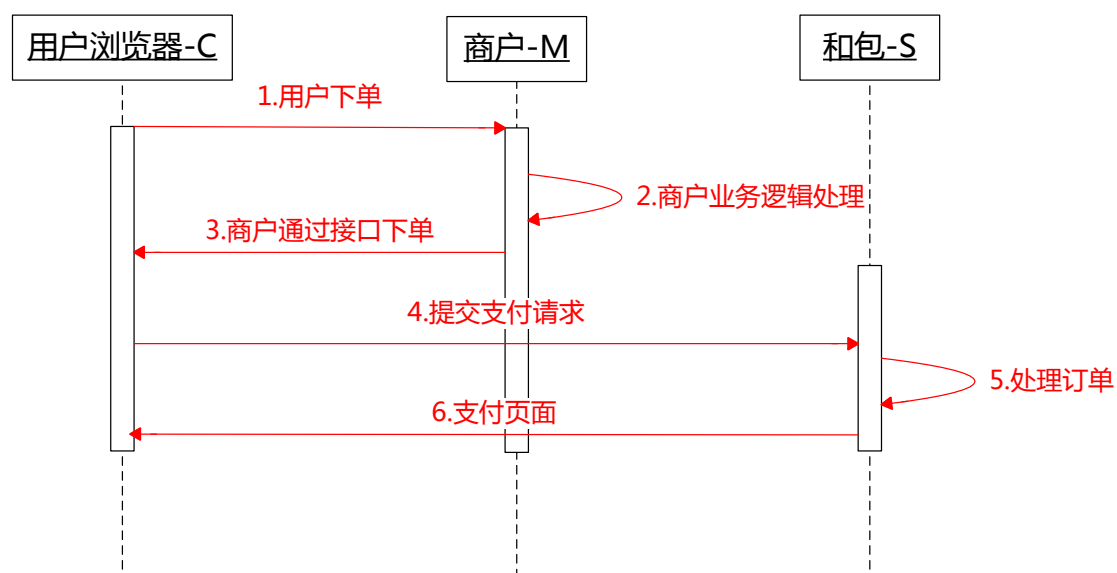 用户浏览器-C
商户-M
和包-S
1.用户下单
2.商户业务逻辑处理
3.商户通过接口下单
4.提交支付请求
5.处理订单
6.支付页面